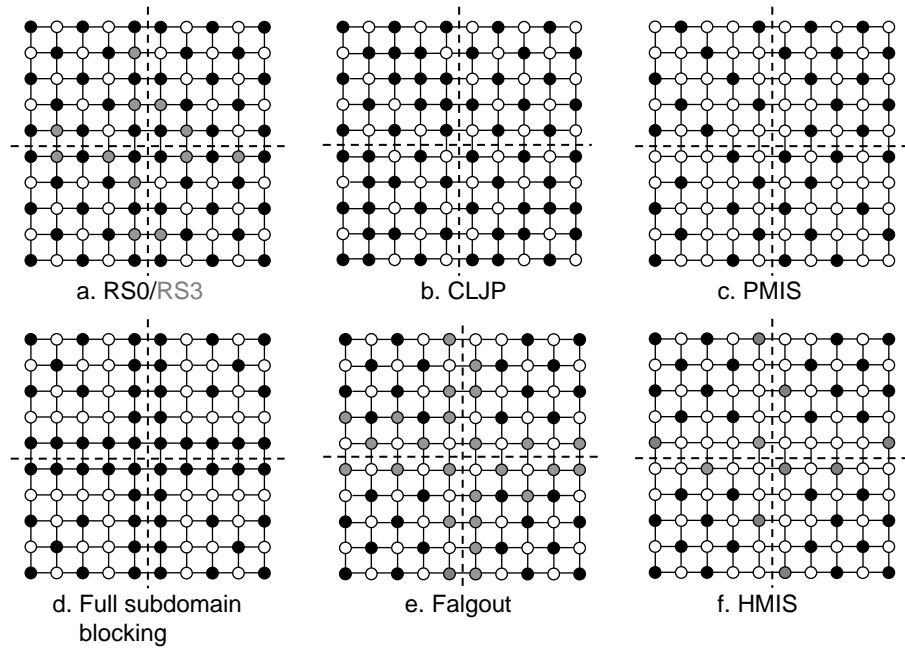 a. RS0/RS3
b. CLJP
c. PMIS
d. Full subdomain
blocking
e. Falgout
f. HMIS